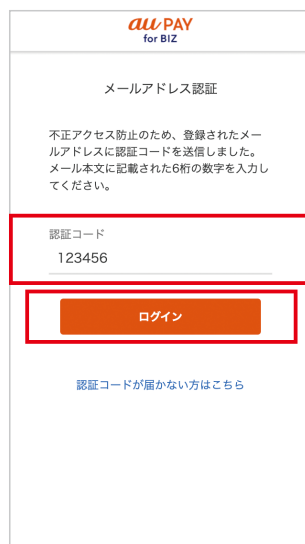 au PAY
for BIZ
メールアドレス認証
不正アクセス防止のため、登録されたメー
ルアドレスに認証コードを送信しました。
メール本文に記載された6桁の数字を入力し
てください。
認証コード
123456
ログイン
認証コードが届かない方はこちら